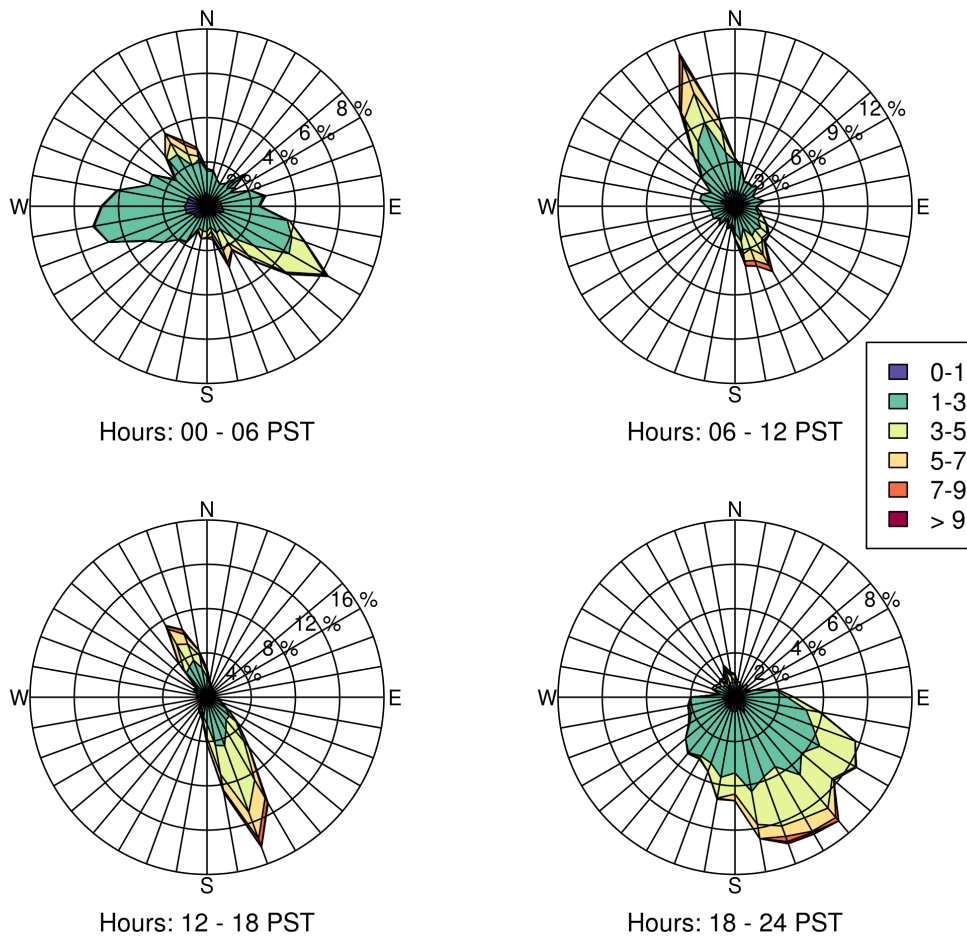 N
8 %
6 %
4 %
2 %
W
E
S
Hours: 00 - 06 PST
N
12 %
9 %
6 %
3 %
W
E
S
Hours: 06 - 12 PST
0-1
1-3
3-5
5-7
7-9
> 9
N
16 %
12 %
8 %
4 %
W
E
S
Hours: 12 - 18 PST
N
8 %
6 %
4 %
2 %
W
E
S
Hours: 18 - 24 PST